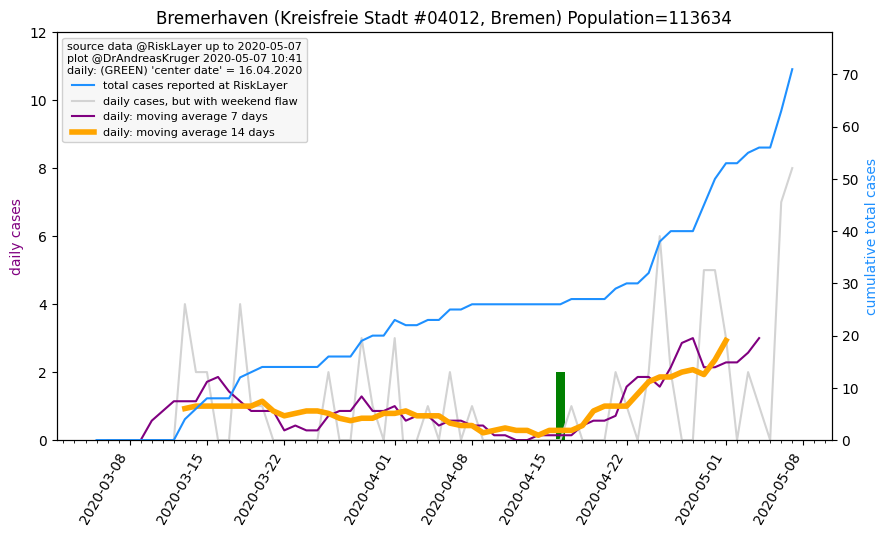 Bremerhaven (Kreisfreie Stadt #04012, Bremen) Population=113634
source data @RiskLayer up to 2020-05-07
plot @DrAndreasKruger 2020-05-07 10:41
daily: (GREEN) 'center date' = 16.04.2020
total cases reported at RiskLayer
daily cases, but with weekend flaw
daily: moving average 7 days
daily: moving average 14 days
daily cases
12
10
8
6
4
2
0
cumulative total cases
70
60
50
40
30
20
10
0
2020-03-08
2020-03-15
2020-03-22
2020-04-01
2020-04-08
2020-04-15
2020-04-22
2020-05-01
2020-05-08